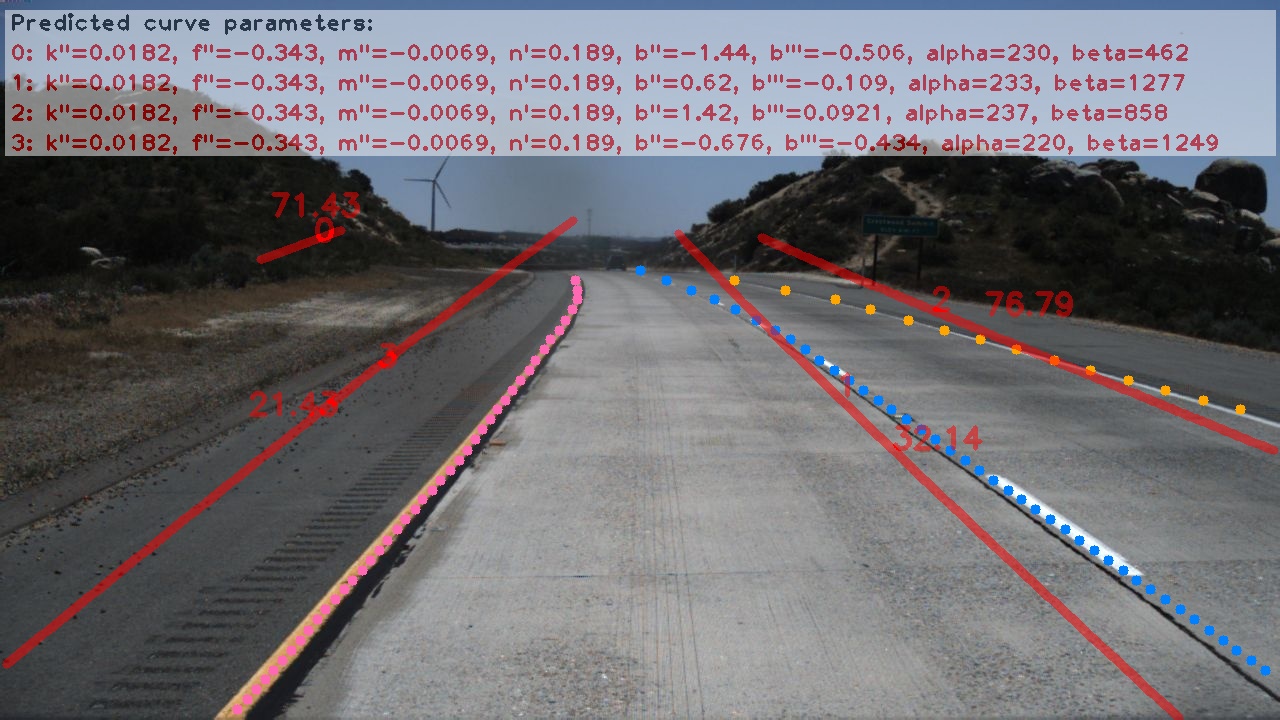 Predicted curve parameters:
0: k''=0.0182, f''=-0.343, m''=-0.0069, n'=0.189, b''=-1.44, b'''=-0.506, alpha=230, beta=462
1: k''=0.0182, f''=-0.343, m''=-0.0069, n'=0.189, b''=0.62, b'''=-0.109, alpha=233, beta=1277
2: k''=0.0182, f''=-0.343, m''=-0.0069, n'=0.189, b''=1.42, b'''=0.0921, alpha=237, beta=858
3: k''=0.0182, f''=-0.343, m''=-0.0069, n'=0.189, b''=-0.676, b'''=-0.434, alpha=220, beta=1249
71.43
0
Crestwood Summit
2
76.79
3
1
32.14